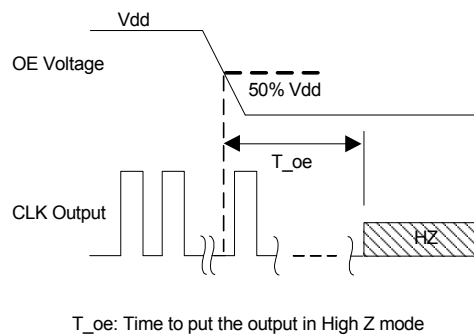 Vdd
OE Voltage
50% Vdd
T_oe
CLK Output
HZ
T_oe: Time to put the output in High Z mode